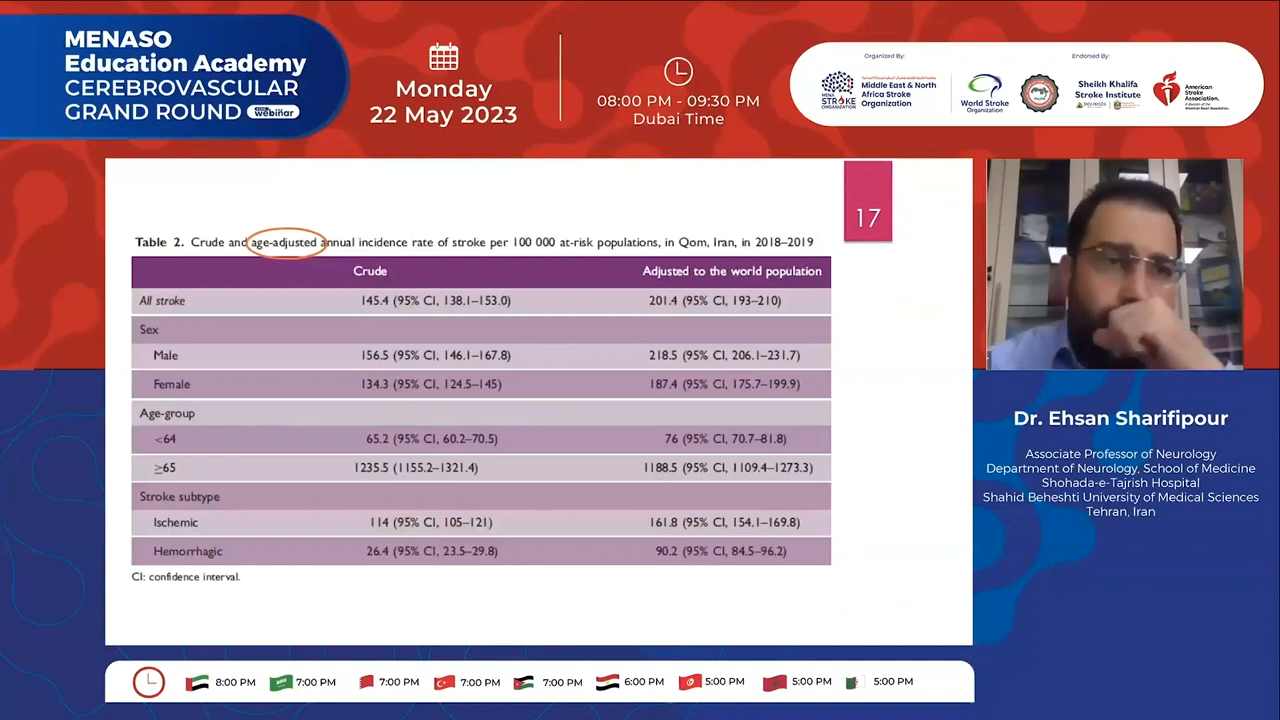 MENASO
Education Academy
CEREBROVASCULAR
GRAND ROUND
webinar
Monday
22 May 2023
08:00 PM - 09:30 PM
Dubai Time
Organized By:
Endorsed By:
MENA
STROKE
ORGANIZATION
Middle East & North
Africa Stroke
Organization
World Stroke
Organization
Sheikh Khalifa
Stroke Institute
American
Stroke
Association.
17
Table 2. Crude and age-adjusted annual incidence rate of stroke per 100 000 at-risk populations, in Qom, Iran, in 2018–2019
Crude Adjusted to the world population
All stroke 145.4 (95% CI, 138.1–153.0) 201.4 (95% CI, 193–210)
Sex
Male 156.5 (95% CI, 146.1–167.8) 218.5 (95% CI, 206.1–231.7)
Female 134.3 (95% CI, 124.5–145) 187.4 (95% CI, 175.7–199.9)
Age-group
<64 65.2 (95% CI, 60.2–70.5) 76 (95% CI, 70.7–81.8)
≥65 1235.5 (1155.2–1321.4) 1188.5 (95% CI, 1109.4–1273.3)
Stroke subtype
Ischemic 114 (95% CI, 105–121) 161.8 (95% CI, 154.1–169.8)
Hemorrhagic 26.4 (95% CI, 23.5–29.8) 90.2 (95% CI, 84.5–96.2)
CI: confidence interval.
Dr. Ehsan Sharifipour
Associate Professor of Neurology
Department of Neurology, School of Medicine
Shohada-e-Tajrish Hospital
Shahid Beheshti University of Medical Sciences
Tehran, Iran
8:00 PM 7:00 PM 7:00 PM 7:00 PM 7:00 PM 6:00 PM 5:00 PM 5:00 PM 5:00 PM